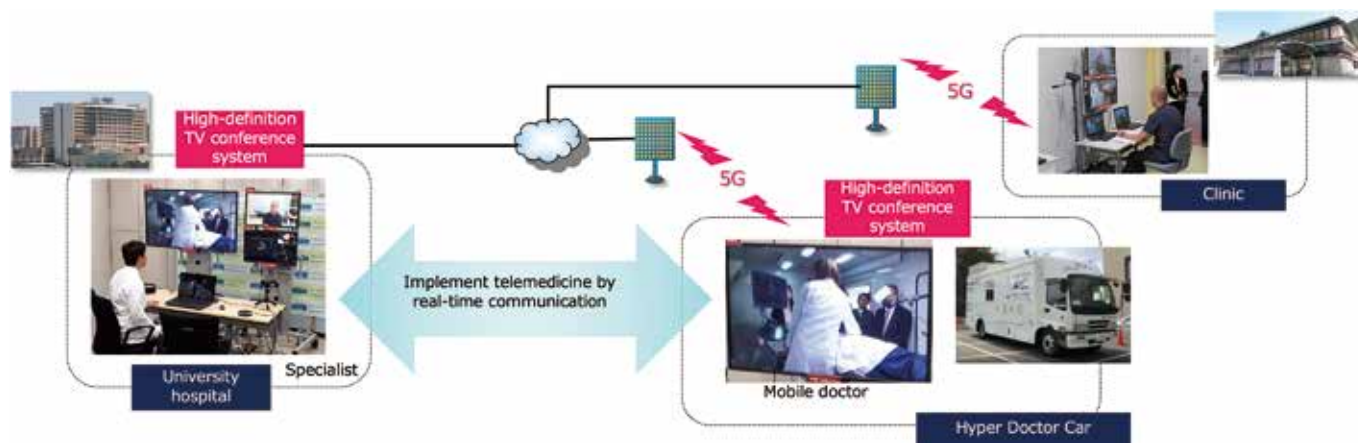 High-definition
TV conference
system
5G
Clinic
5G
High-definition
TV conference
system
Implement telemedicine by
real-time communication
Specialist
University
hospital
Mobile doctor
Hyper Doctor Car